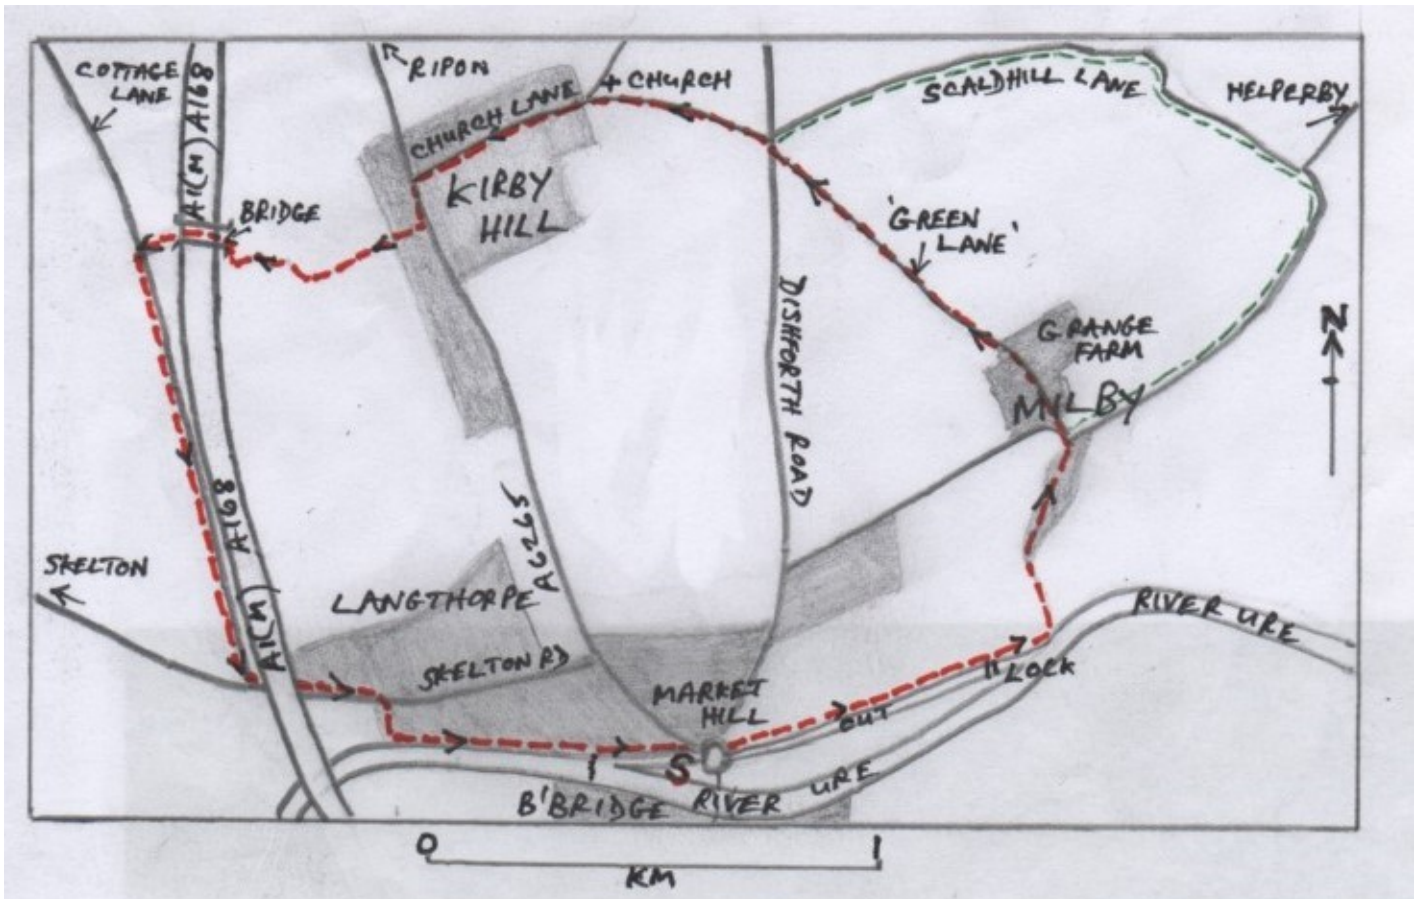 COTTAGE
LANE
A1(M) A168
RIPON
CHURCH LANE
+ CHURCH
SCALDHILL LANE
HELPERBY
BRIDGE
KIRBY
HILL
'GREEN
LANE'
GRANGE
FARM
MILBY
N
DISHFORTH ROAD
A6265
A1(M) A168
SKELTON
LANGTHORPE
SKELTON RD
MARKET
HILL
CUT
LOCK
RIVER URE
S
B'BRIDGE
RIVER URE
0 1
KM